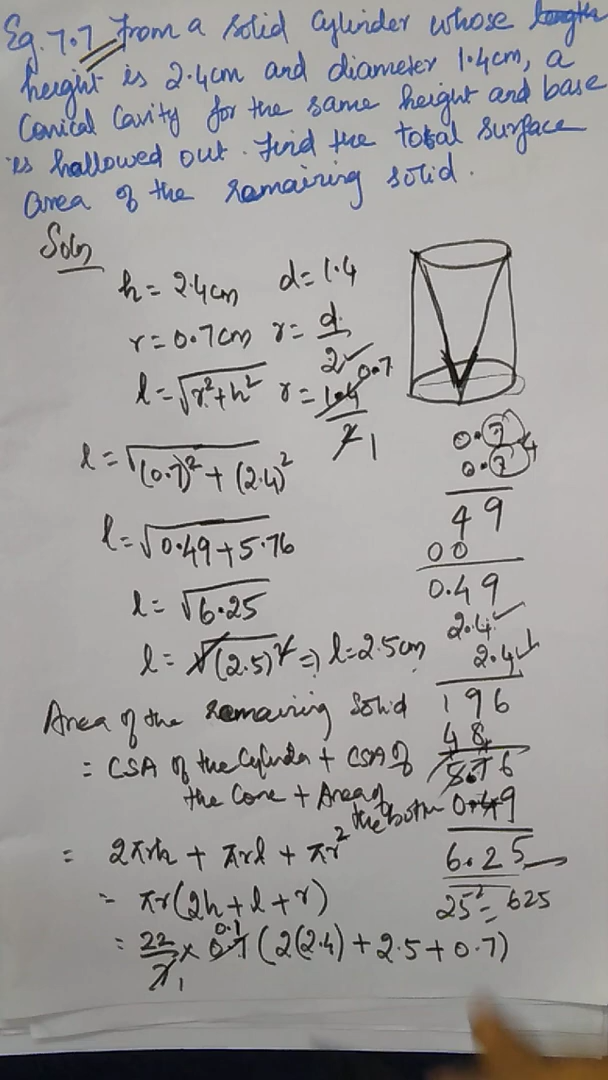 Eg. 7.7 From a solid cylinder whose length
height is 2.4cm and diameter 1.4cm, a
Conical Cavity for the same height and base
is hallowed out. Find the total surface
area of the remaining solid.
Soln
h = 2.4cm d = 1.4
r = 0.7cm r = d/2
l = √r²+h² r = 1.4/2 0.7 1
l = √(0.7)² + (2.4)²
l = √0.49+5.76
l = √6.25
l = √(2.5)² ⇒ l = 2.5cm
0.7
0.7
49
00
0.49
2.4
2.4
196
48
5.76
0.49
6.25
25² = 625
Area of the remaining Solid
= CSA of the Cylinder + CSA of
the Cone + Area of
the bottom
= 2πrh + πrl + πr²
= πr(2h + l + r)
= 22/7 × 0.7 (2(2.4) + 2.5 + 0.7)
0.1
1